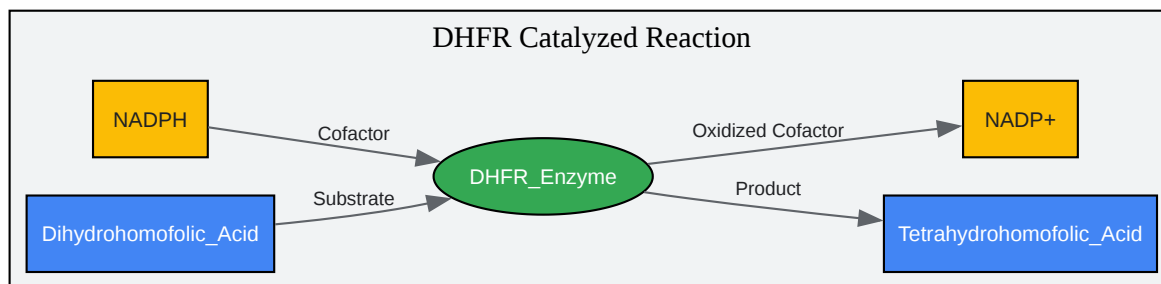 DHFR Catalyzed Reaction
NADPH
Cofactor
Oxidized Cofactor
NADP+
DHFR_Enzyme
Dihydrohomofolic_Acid
Substrate
Product
Tetrahydrohomofolic_Acid